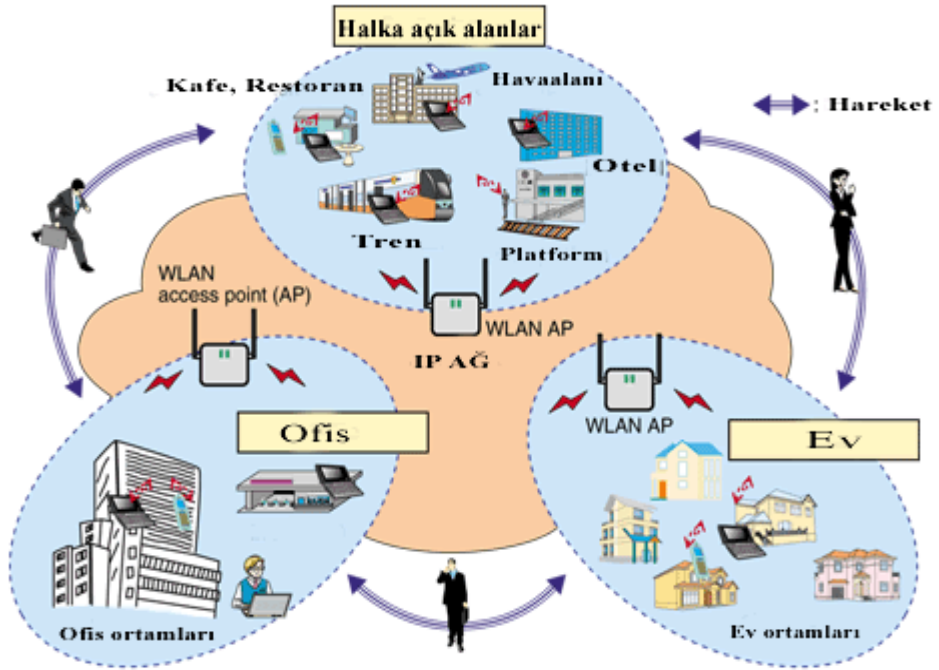 Halka açık alanlar
Kafe, Restoran
Havaalanı
: Hareket
Otel
Tren
Platform
WLAN
access point (AP)
WLAN AP
IP AĞ
WLAN AP
Ofis
Ev
Ofis ortamları
Ev ortamları